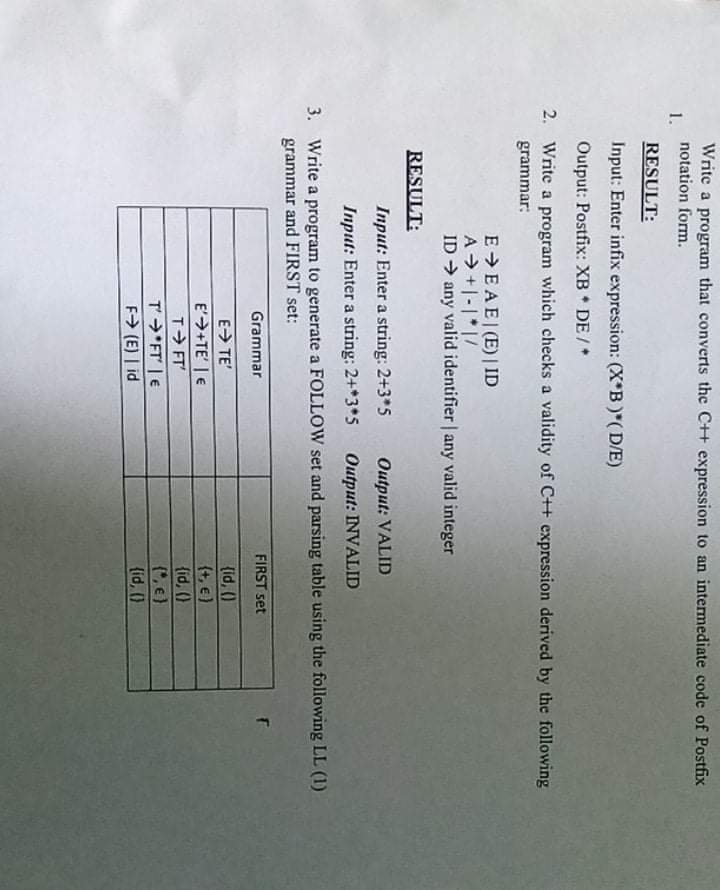 Write a program that converts the C++ expression to an intermediate code of Postfix
1. notation form.
RESULT:
Input: Enter infix expression: (X*B )*( D/E)
Output: Postfix: XB * DE / *
2. Write a program which checks a validity of C++ expression derived by the following
grammar:
E → E A E | (E) | ID
A → + | - | * | /
ID → any valid identifier | any valid integer
RESULT:
Input: Enter a string: 2+3*5 Output: VALID
Input: Enter a string: 2+*3*5 Output: INVALID
3. Write a program to generate a FOLLOW set and parsing table using the following LL (1)
grammar and FIRST set:
Grammar FIRST set
E→ TE' {id, (}
E'→+TE' | ϵ {+, ϵ }
T→ FT' {id, (}
T' →*FT' | ϵ {*, ϵ }
F→ (E) | id {id, (}